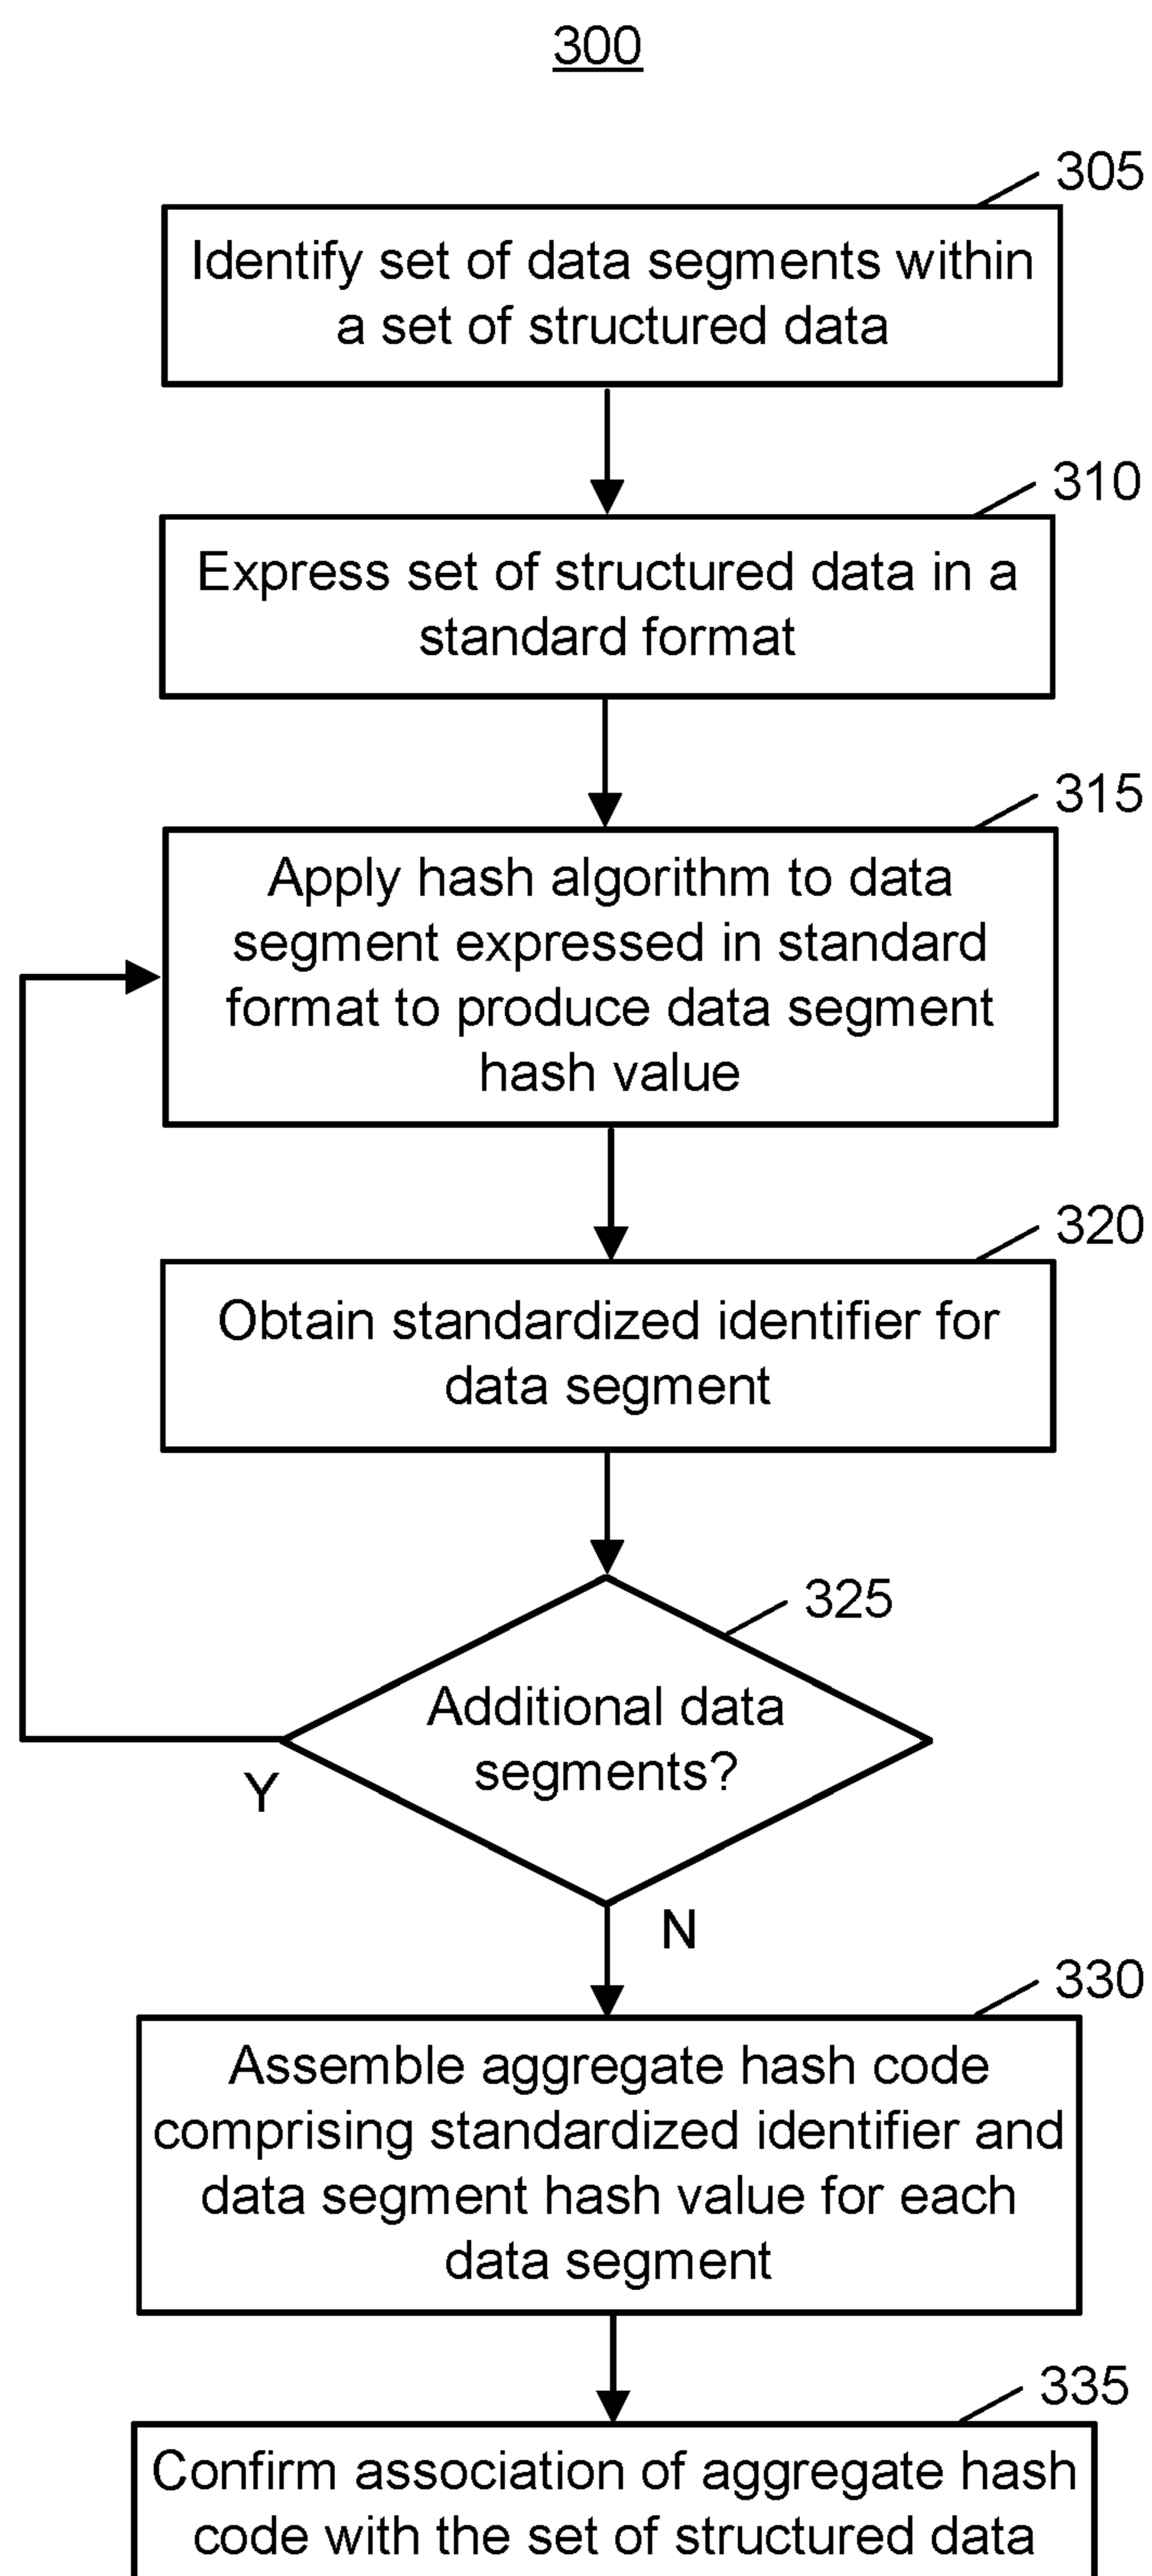 300
305
Identify set of data segments within
a set of structured data
310
Express set of structured data in a
standard format
315
Apply hash algorithm to data
segment expressed in standard
format to produce data segment
hash value
320
Obtain standardized identifier for
data segment
325
Additional data
segments?
Y
N
330
Assemble aggregate hash code
comprising standardized identifier and
data segment hash value for each
data segment
335
Confirm association of aggregate hash
code with the set of structured data